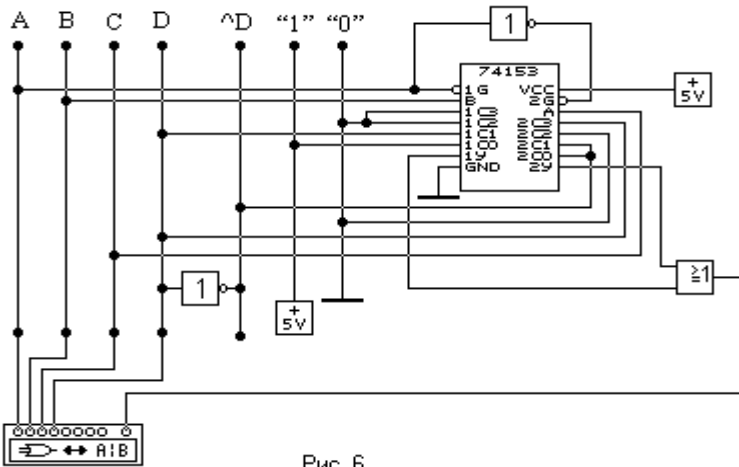 A B C D ^D “1” “0”
1
74153
1G VCC
B 2G
1C3 A
1C2 2C3
1C1 2C2
1C0 2C1
1Y 2C0
GND 2Y
+
5V
≧1
1
+
5V
A|B
Рис. 6